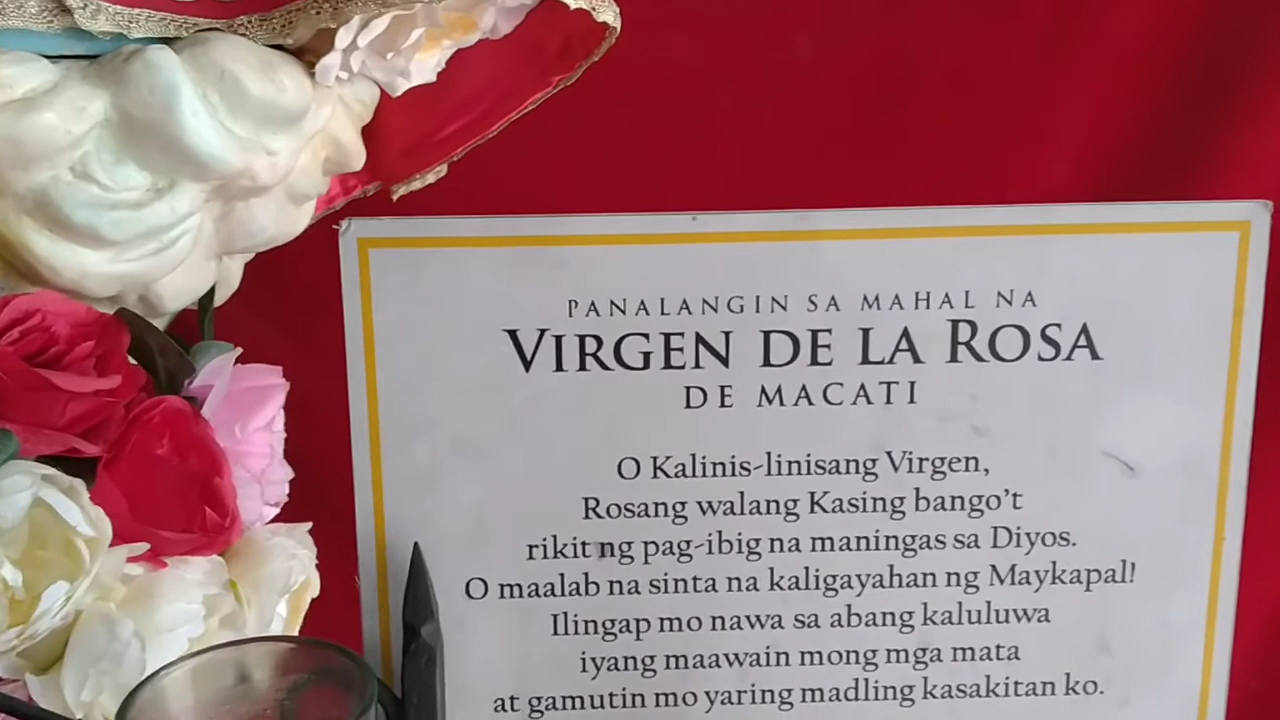 PANALANGIN SA MAHAL NA
VIRGEN DE LA ROSA
DE MACATI
O Kalinis-linisang Virgen,
Rosang walang Kasing bango't
rikit ng pag-ibig na maningas sa Diyos.
O maalab na sinta na kaligayahan ng Maykapal!
Ilingap mo nawa sa abang kaluluwa
iyang maawain mong mga mata
at gamutin mo yaring madling kasakitan ko.